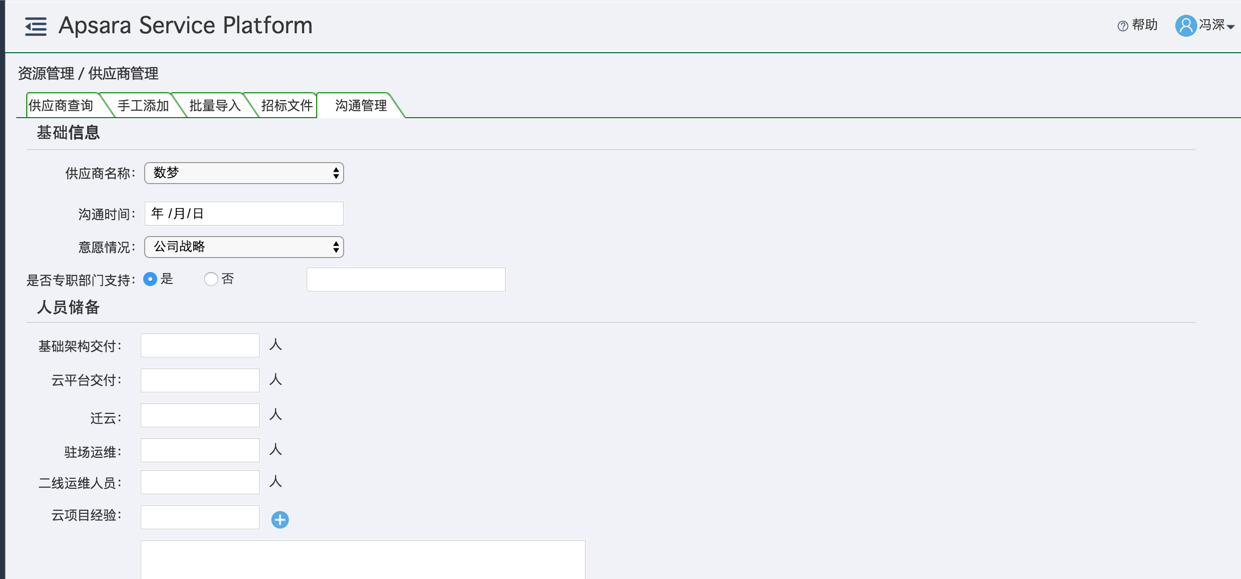 Apsara Service Platform
帮助 冯深
资源管理 / 供应商管理
供应商查询 手工添加 批量导入 招标文件 沟通管理
基础信息
供应商名称： 数梦
沟通时间： 年 /月/日
意愿情况： 公司战略
是否专职部门支持： 是 否
人员储备
基础架构交付： 人
云平台交付： 人
迁云： 人
驻场运维： 人
二线运维人员： 人
云项目经验：